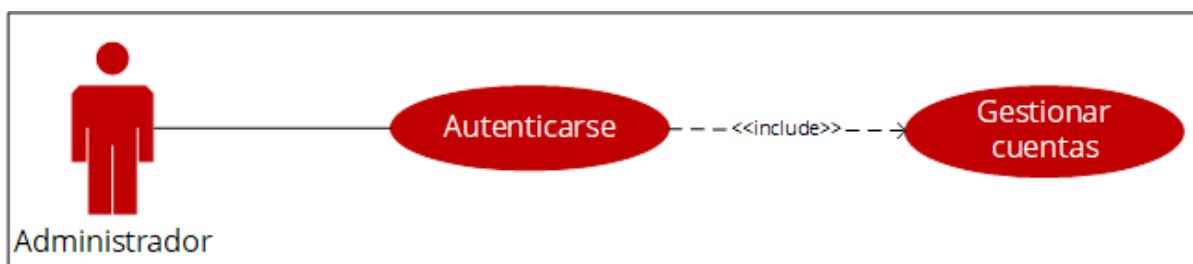 Autenticarse
<<include>>
Gestionar
cuentas
Administrador